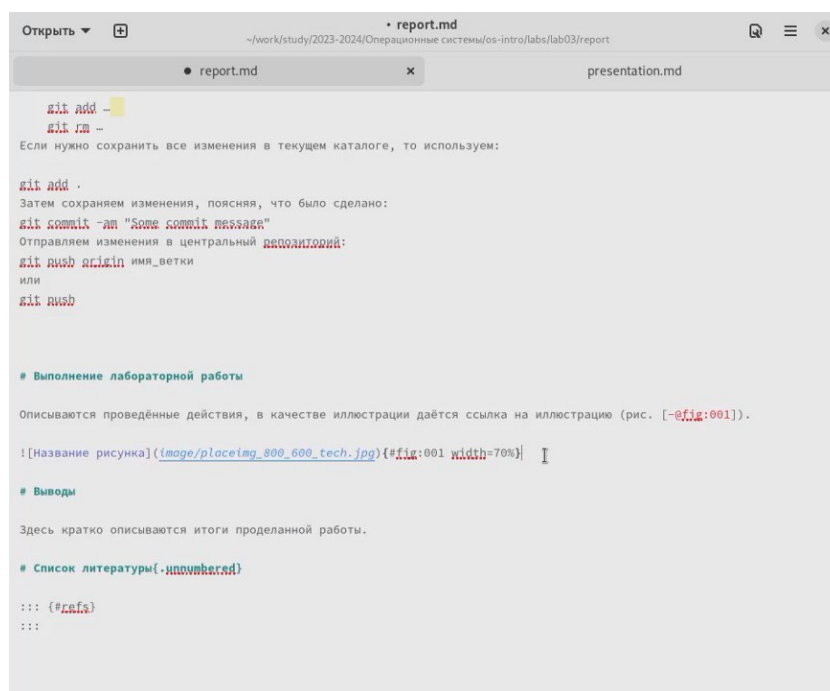 Открыть
• report.md
~/work/study/2023-2024/Операционные системы/os-intro/labs/lab03/report
● report.md × presentation.md
git add …
git rm …
Если нужно сохранить все изменения в текущем каталоге, то используем:
git add .
Затем сохраняем изменения, поясняя, что было сделано:
git commit -am "Some commit message"
Отправляем изменения в центральный репозиторий:
git push origin имя_ветки
или
git push
# Выполнение лабораторной работы
Описываются проведённые действия, в качестве иллюстрации даётся ссылка на иллюстрацию (рис. [-@fig:001]).
![Название рисунка](image/placeimg_800_600_tech.jpg){#fig:001 width=70%}
# Выводы
Здесь кратко описываются итоги проделанной работы.
# Список литературы{.unnumbered}
::: {#refs}
:::